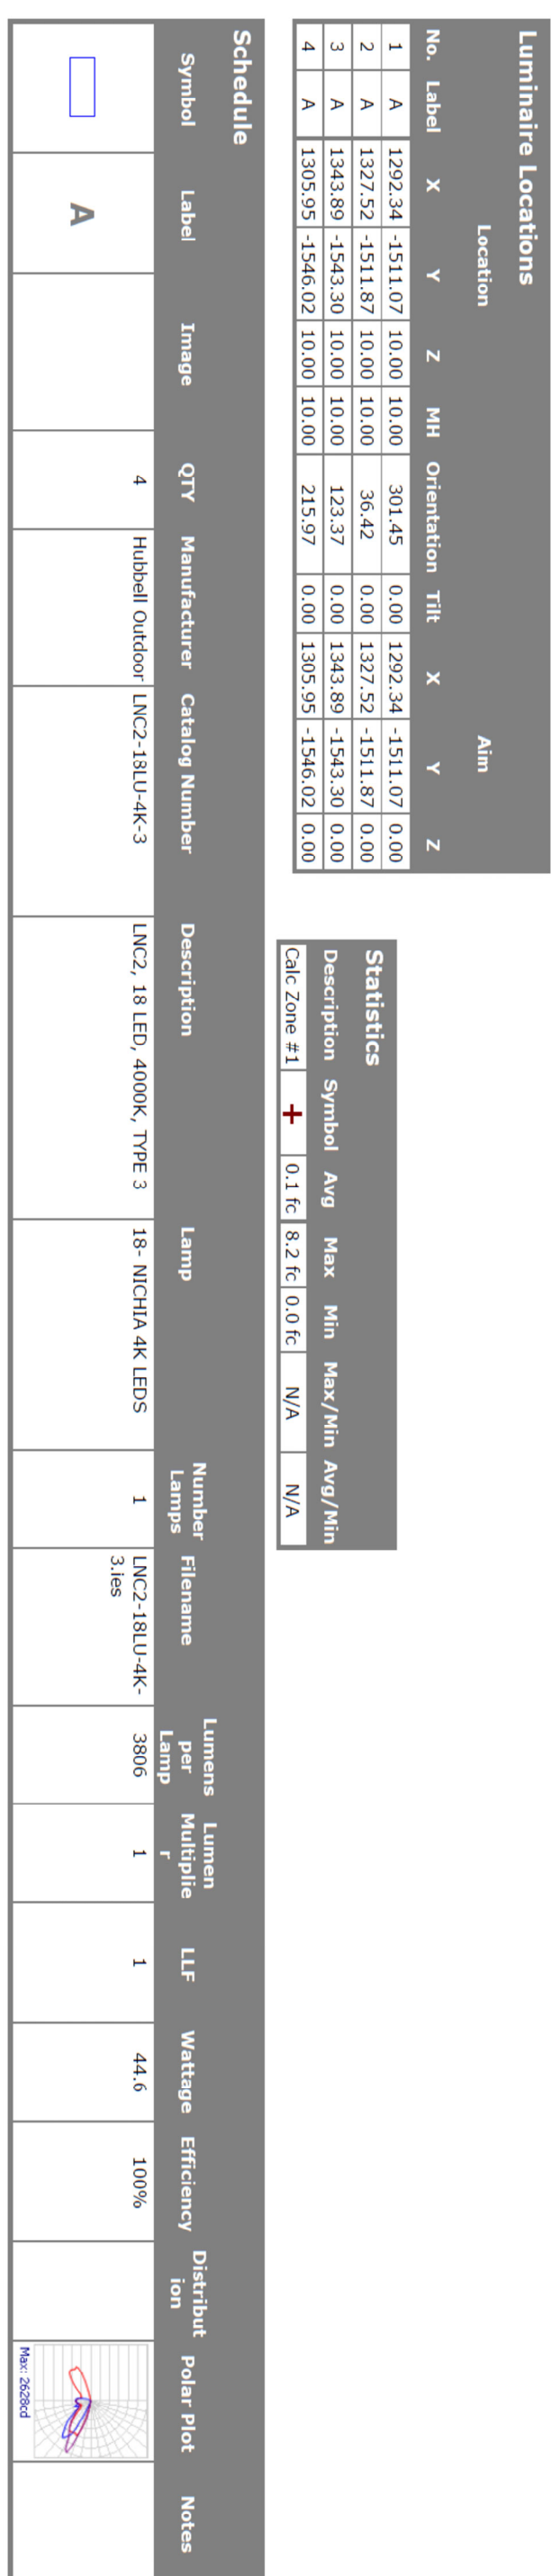 Luminaire Locations
Location Aim
No. Label X Y Z MH Orientation Tilt X Y Z
1 A 1292.34 -1511.07 10.00 10.00 301.45 0.00 1292.34 -1511.07 0.00
2 A 1327.52 -1511.87 10.00 10.00 36.42 0.00 1327.52 -1511.87 0.00
3 A 1343.89 -1543.30 10.00 10.00 123.37 0.00 1343.89 -1543.30 0.00
4 A 1305.95 -1546.02 10.00 10.00 215.97 0.00 1305.95 -1546.02 0.00
Statistics
Description Symbol Avg Max Min Max/Min Avg/Min
Calc Zone #1 + 0.1 fc 8.2 fc 0.0 fc N/A N/A
Schedule
Symbol Label Image QTY Manufacturer Catalog Number Description Lamp Number
Lamps Filename Lumens
per
Lamp Lumen
Multiplie
r LLF Wattage Efficiency Distribut
ion Polar Plot Notes
A 4 Hubbell Outdoor LNC2-18LU-4K-3 LNC2, 18 LED, 4000K, TYPE 3 18- NICHIA 4K LEDS 1 LNC2-18LU-4K-
3.ies 3806 1 1 44.6 100%
Max: 2628cd